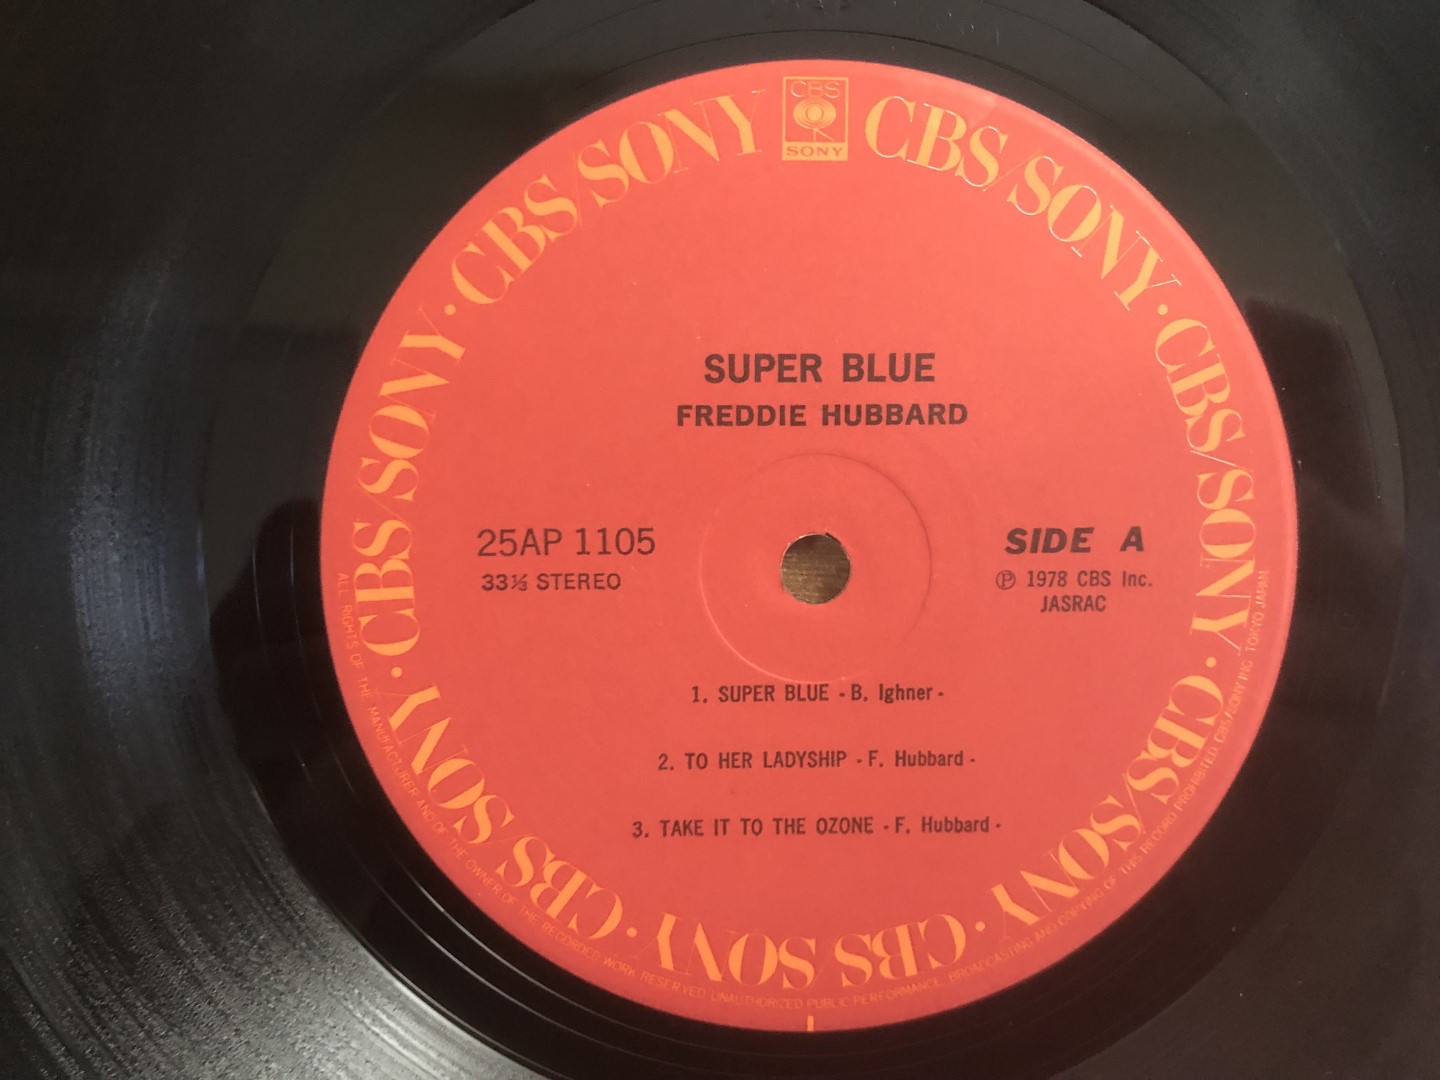 CBS
SONY
CBS/SONY · CBS/SONY · CBS/SONY · CBS SONY · CBS/SONY · CBS/SONY · CBS/SONY
SUPER BLUE
FREDDIE HUBBARD
25AP 1105
33⅓ STEREO
SIDE A
Ⓟ 1978 CBS Inc.
JASRAC
1. SUPER BLUE - B. Ighner -
2. TO HER LADYSHIP - F. Hubbard -
3. TAKE IT TO THE OZONE - F. Hubbard -
ALL RIGHTS OF THE MANUFACTURER AND OF THE OWNER OF THE RECORDED WORK RESERVED UNAUTHORIZED PUBLIC PERFORMANCE, BROADCASTING AND COPYING OF THIS RECORD PROHIBITED. CBS/SONY INC. TOKYO JAPAN